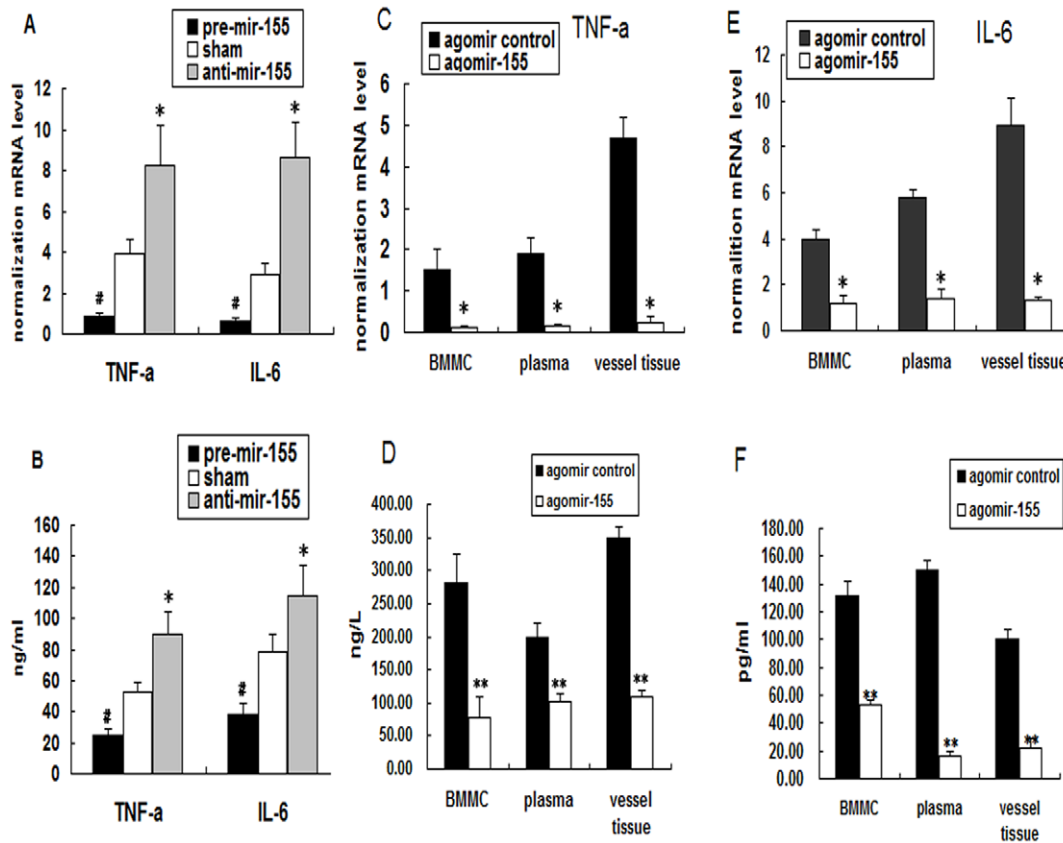 A
pre-mir-155
sham
anti-mir-155
normalization mRNA level
12
10
8
6
4
2
0
*
*
#
#
TNF-a
IL-6
C
TNF-a
agomir control
agomir-155
normalization mRNA level
6
5
4
3
2
1
0
*
*
*
BMMC
plasma
vessel tissue
E
IL-6
agomir control
agomir-155
normalition mRNA level
12
10
8
6
4
2
0
*
*
*
BMMC
plasma
vessel tissue
B
pre-mir-155
sham
anti-mir-155
ng/ml
160
140
120
100
80
60
40
20
0
*
*
#
#
TNF-a
IL-6
D
agomir control
agomir-155
ng/L
400.00
350.00
300.00
250.00
200.00
150.00
100.00
50.00
0.00
**
**
**
BMMC
plasma
vessel
tissue
F
agomir control
agomir-155
pg/ml
180.00
160.00
140.00
120.00
100.00
80.00
60.00
40.00
20.00
0.00
**
**
**
BMMC
plasma
vessel
tissue